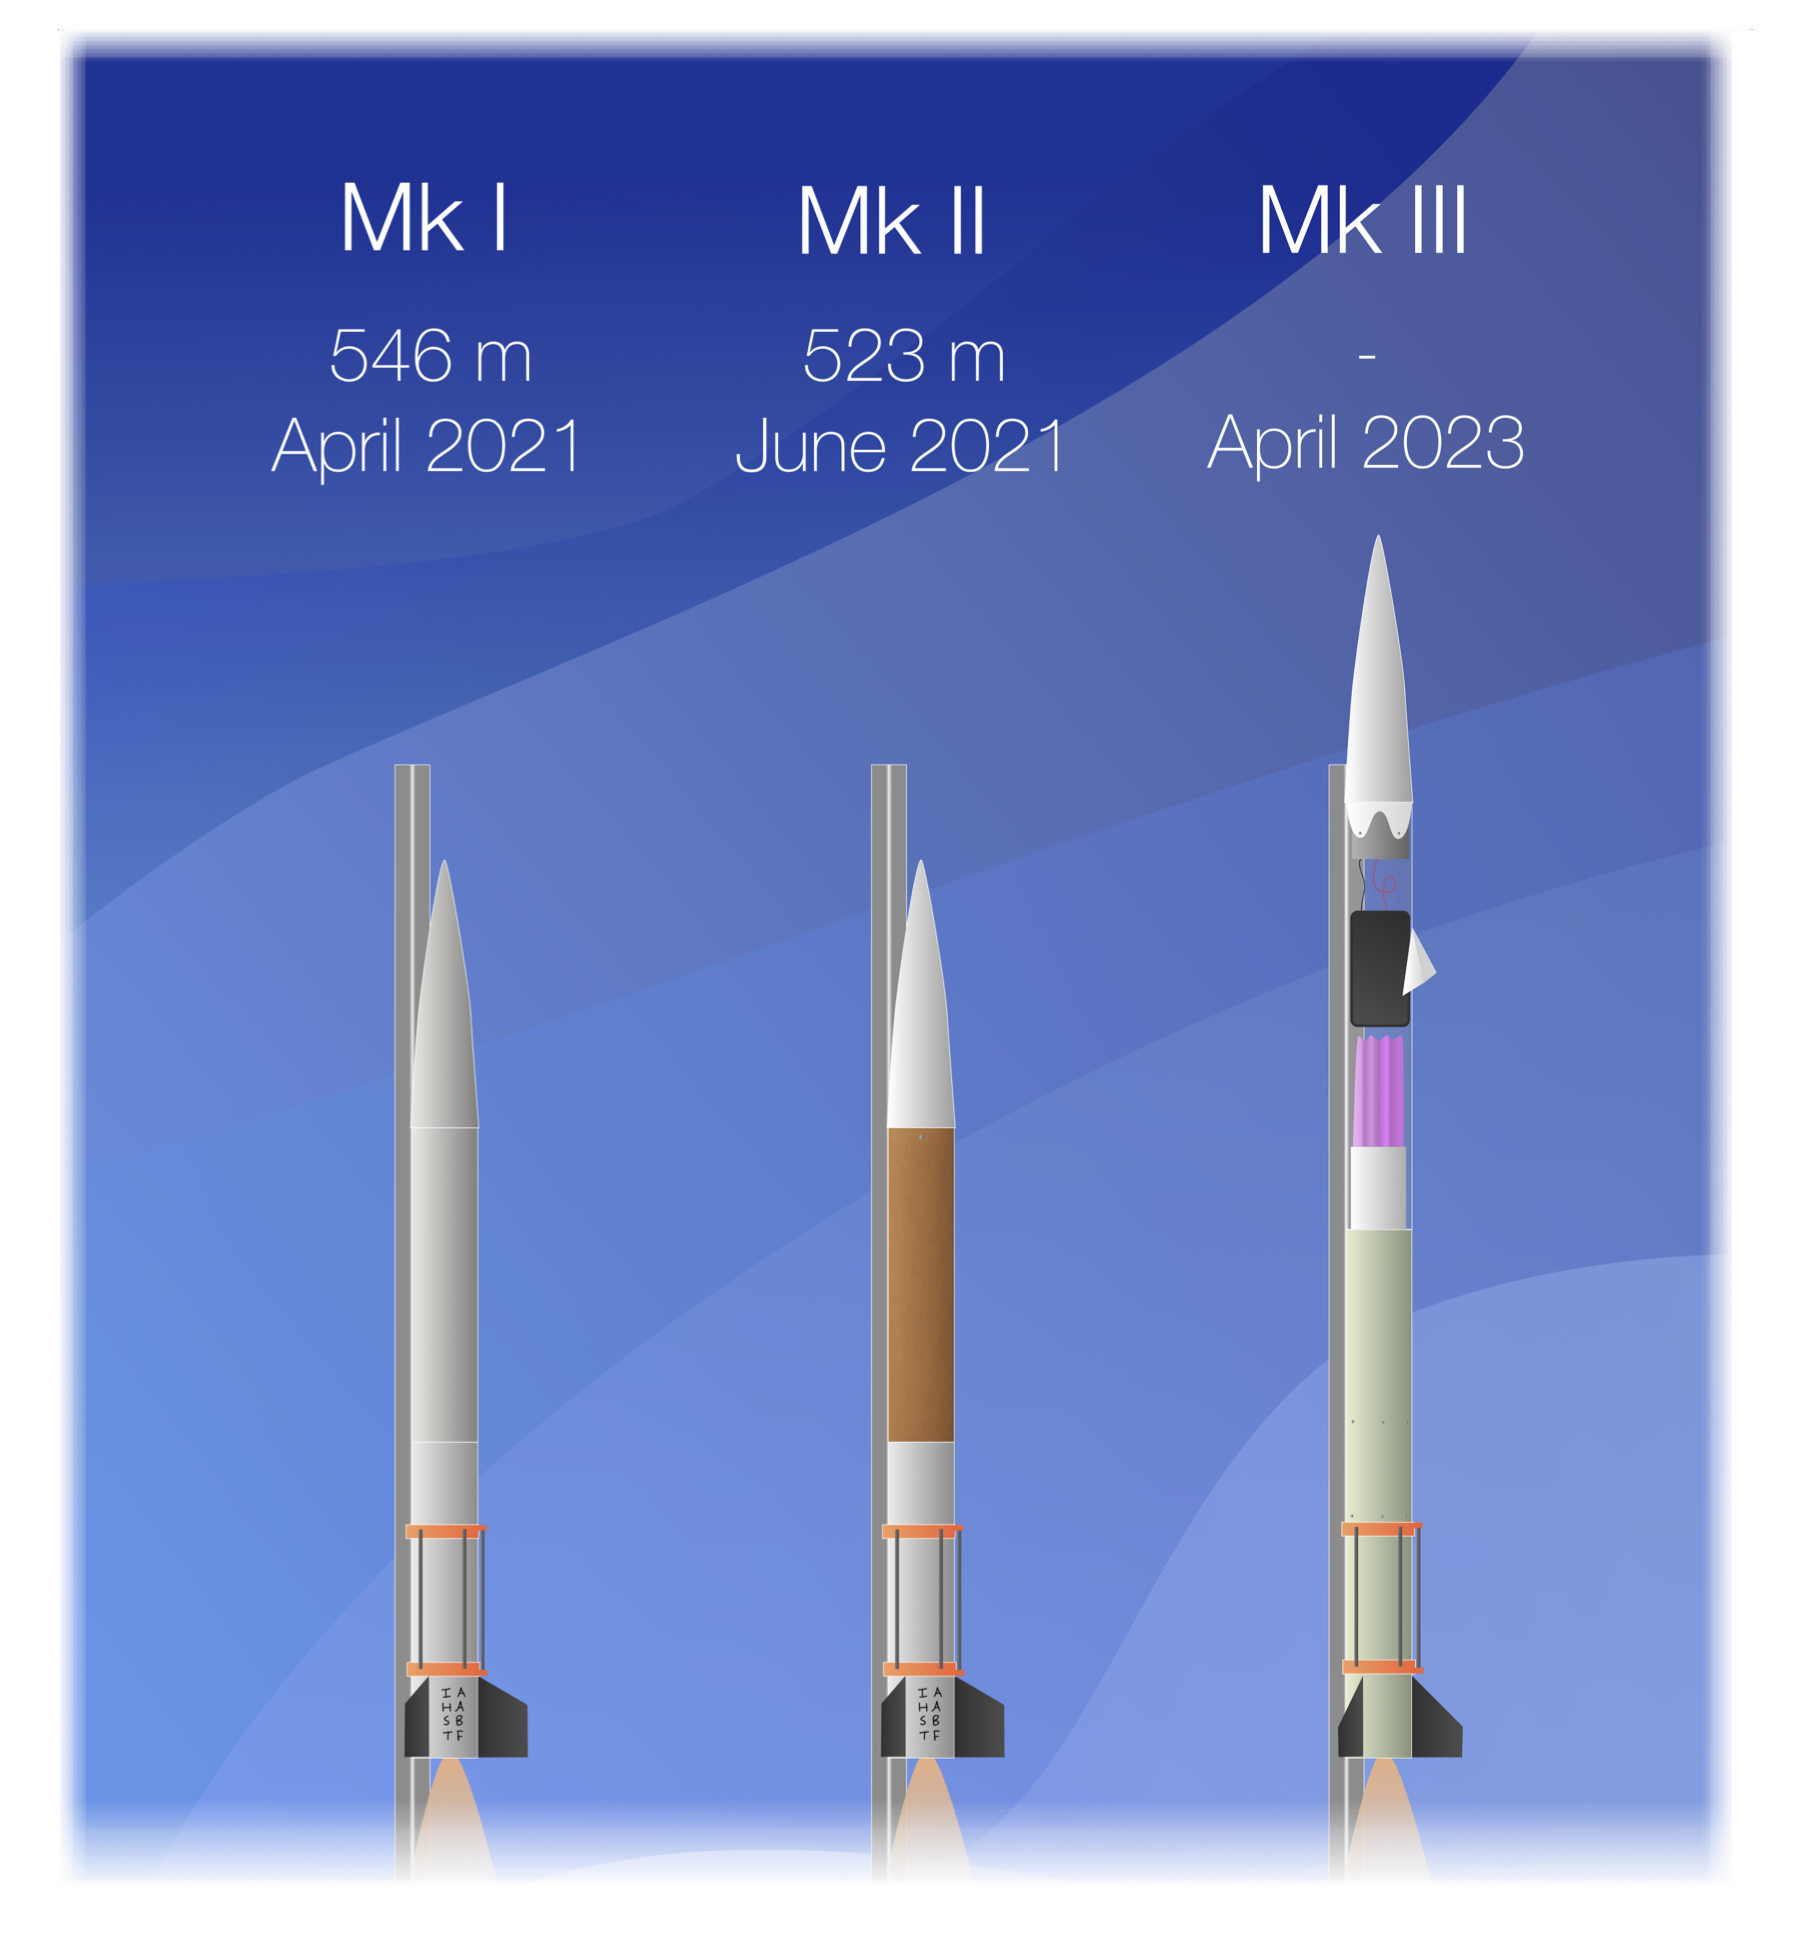 Mk I
546 m
April 2021
Mk II
523 m
June 2021
Mk III
-
April 2023
I A
H A
S B
T F
I A
H A
S B
T F